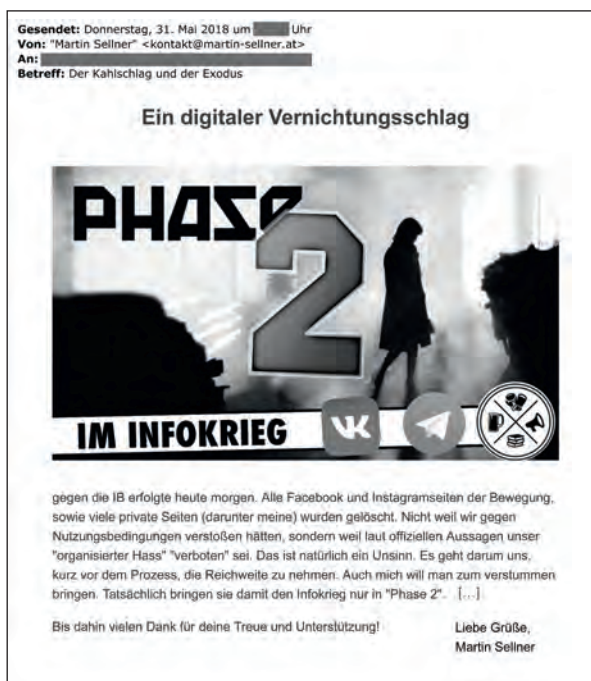 Gesendet: Donnerstag, 31. Mai 2018 um Uhr
Von: "Martin Sellner" <kontakt@martin-sellner.at>
An:
Betreff: Der Kahlschlag und der Exodus
Ein digitaler Vernichtungsschlag
PHASE
2
IM INFOKRIEG
gegen die IB erfolgte heute morgen. Alle Facebook und Instagramseiten der Bewegung,
sowie viele private Seiten (darunter meine) wurden gelöscht. Nicht weil wir gegen
Nutzungsbedingungen verstoßen hätten, sondern weil laut offiziellen Aussagen unser
"organisierter Hass" "verboten" sei. Das ist natürlich ein Unsinn. Es geht darum uns,
kurz vor dem Prozess, die Reichweite zu nehmen. Auch mich will man zum verstummen
bringen. Tatsächlich bringen sie damit den Infokrieg nur in "Phase 2". [...]
Bis dahin vielen Dank für deine Treue und Unterstützung!
Liebe Grüße,
Martin Sellner